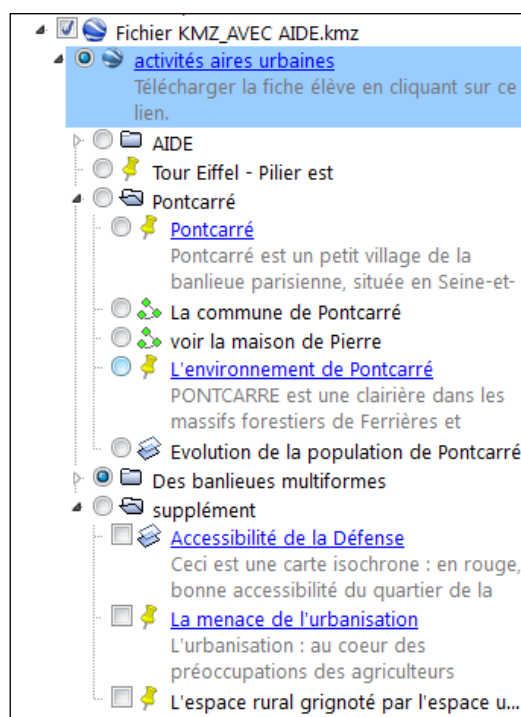 Fichier KMZ_AVEC AIDE.kmz
activités aires urbaines
Télécharger la fiche élève en cliquant sur ce
lien.
AIDE
Tour Eiffel - Pilier est
Pontcarré
Pontcarré
Pontcarré est un petit village de la
banlieue parisienne, située en Seine-et-
La commune de Pontcarré
voir la maison de Pierre
L'environnement de Pontcarré
PONTCARRE est une clairière dans les
massifs forestiers de Ferrières et
Evolution de la population de Pontcarré
Des banlieues multiformes
supplément
Accessibilité de la Défense
Ceci est une carte isochrone : en rouge,
bonne accessibilité du quartier de la
La menace de l'urbanisation
L'urbanisation : au coeur des
préoccupations des agriculteurs
L'espace rural grignoté par l'espace u...